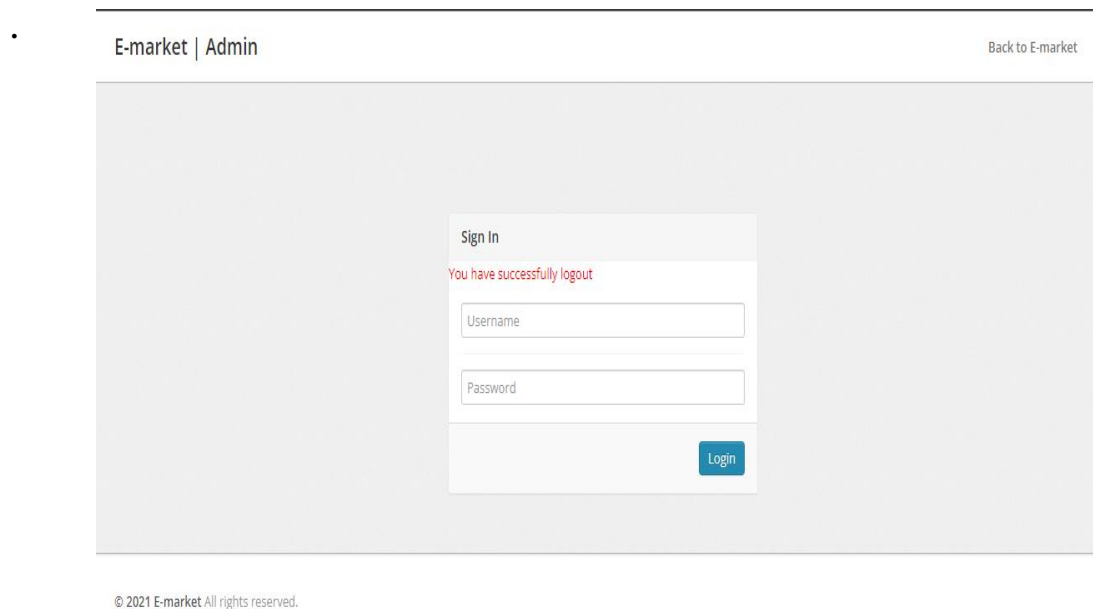 E-market | Admin
Back to E-market
Sign In
You have successfully logout
Username
Password
Login
© 2021 E-market All rights reserved.